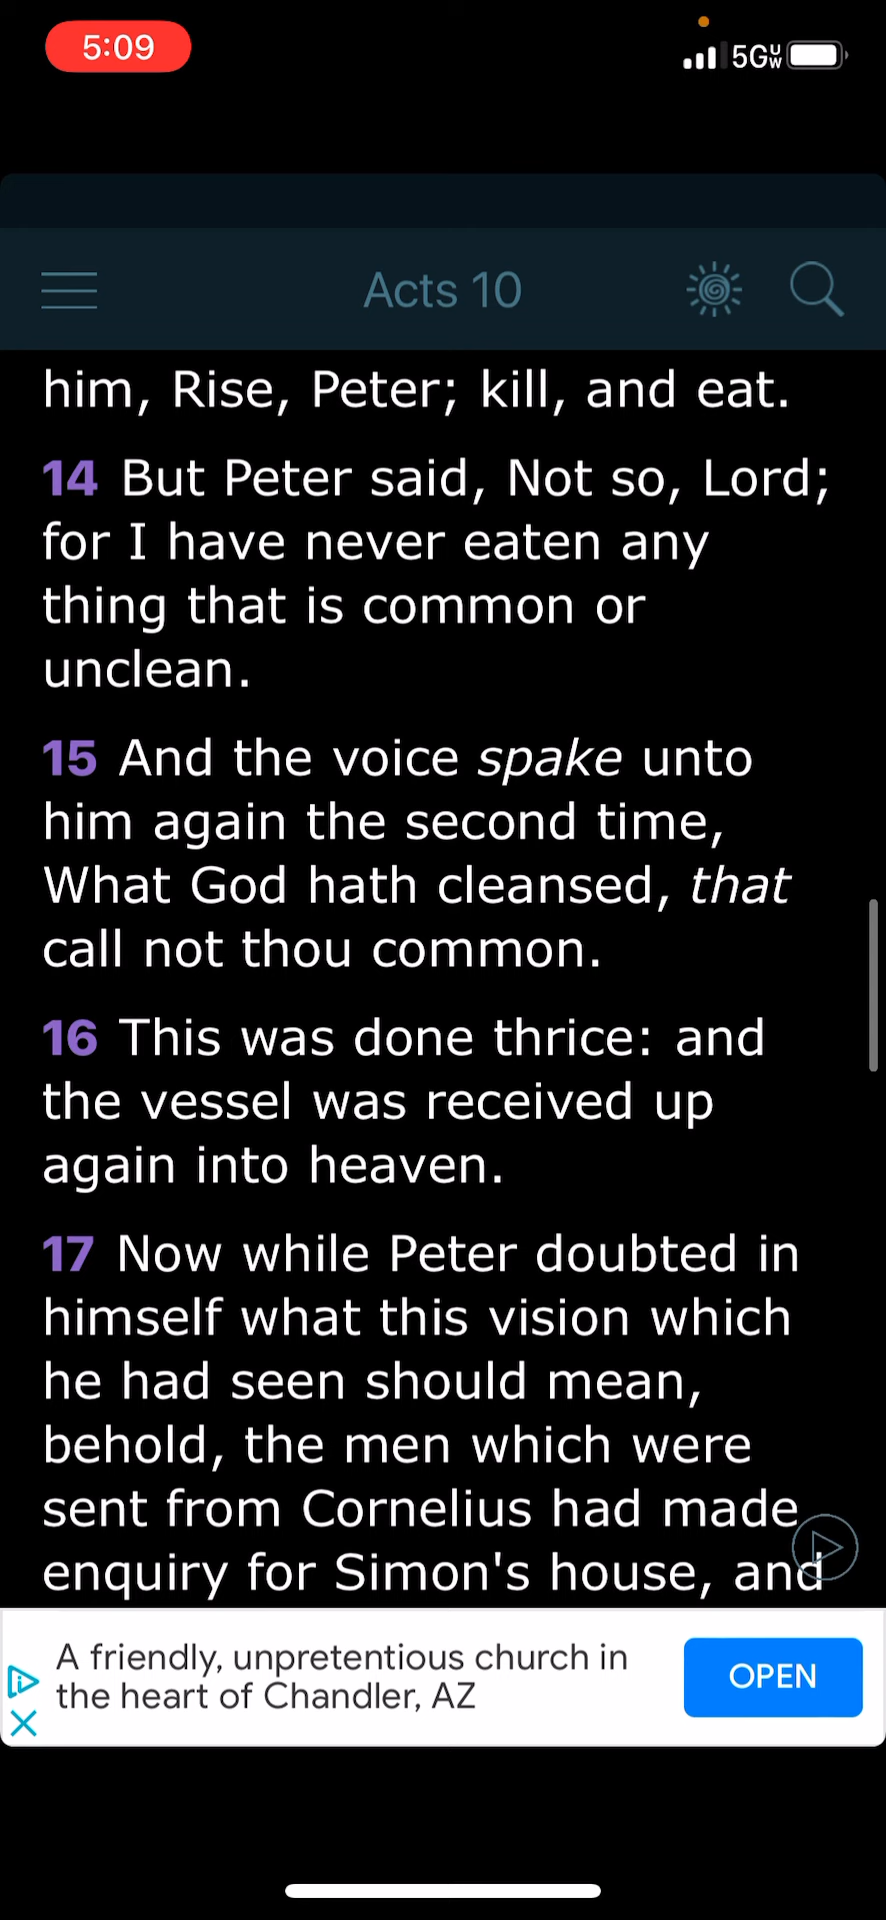 5:09
5GUW
Acts 10
him, Rise, Peter; kill, and eat.
14 But Peter said, Not so, Lord;
for I have never eaten any
thing that is common or
unclean.
15 And the voice spake unto
him again the second time,
What God hath cleansed, that
call not thou common.
16 This was done thrice: and
the vessel was received up
again into heaven.
17 Now while Peter doubted in
himself what this vision which
he had seen should mean,
behold, the men which were
sent from Cornelius had made
enquiry for Simon's house, and
A friendly, unpretentious church in
the heart of Chandler, AZ
OPEN